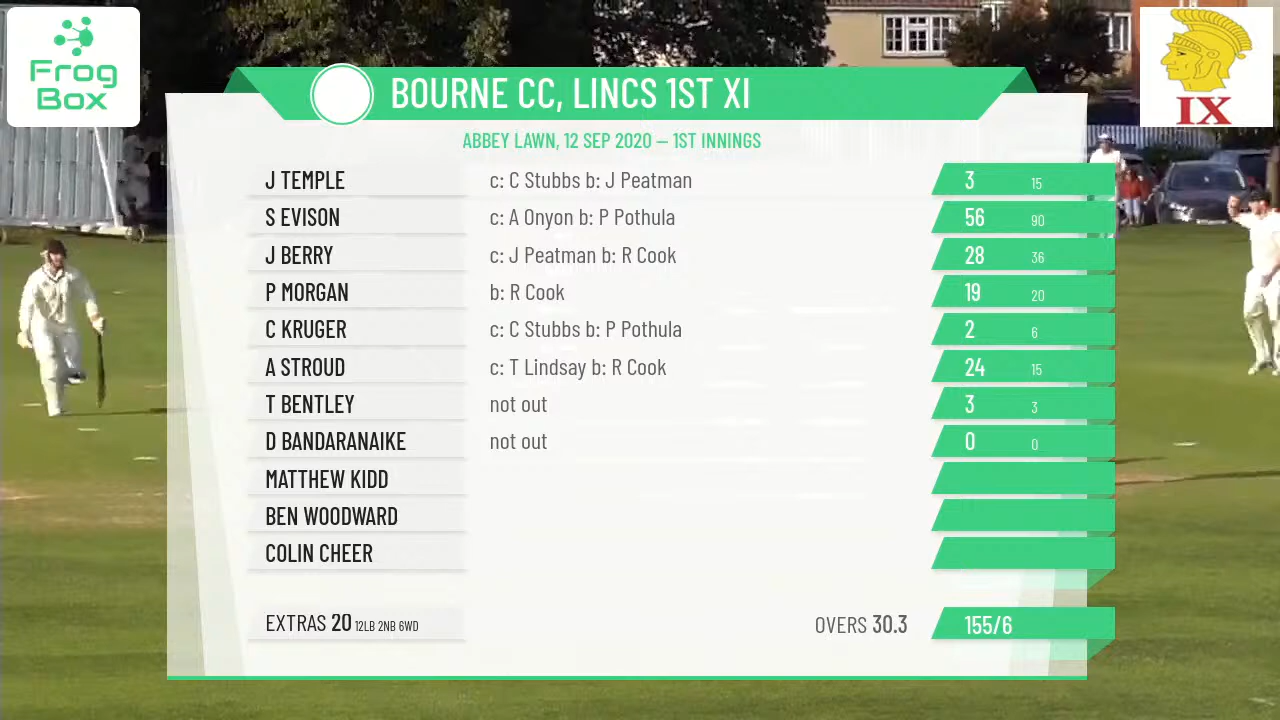 Frog
Box
IX
BOURNE CC, LINCS 1ST XI
ABBEY LAWN, 12 SEP 2020 – 1ST INNINGS
J TEMPLE c: C Stubbs b: J Peatman 3 15
S EVISON c: A Onyon b: P Pothula 56 90
J BERRY c: J Peatman b: R Cook 28 36
P MORGAN b: R Cook 19 20
C KRUGER c: C Stubbs b: P Pothula 2 6
A STROUD c: T Lindsay b: R Cook 24 15
T BENTLEY not out 3 3
D BANDARANAIKE not out 0 0
MATTHEW KIDD
BEN WOODWARD
COLIN CHEER
EXTRAS 20 12LB 2NB 6WD OVERS 30.3 155/6